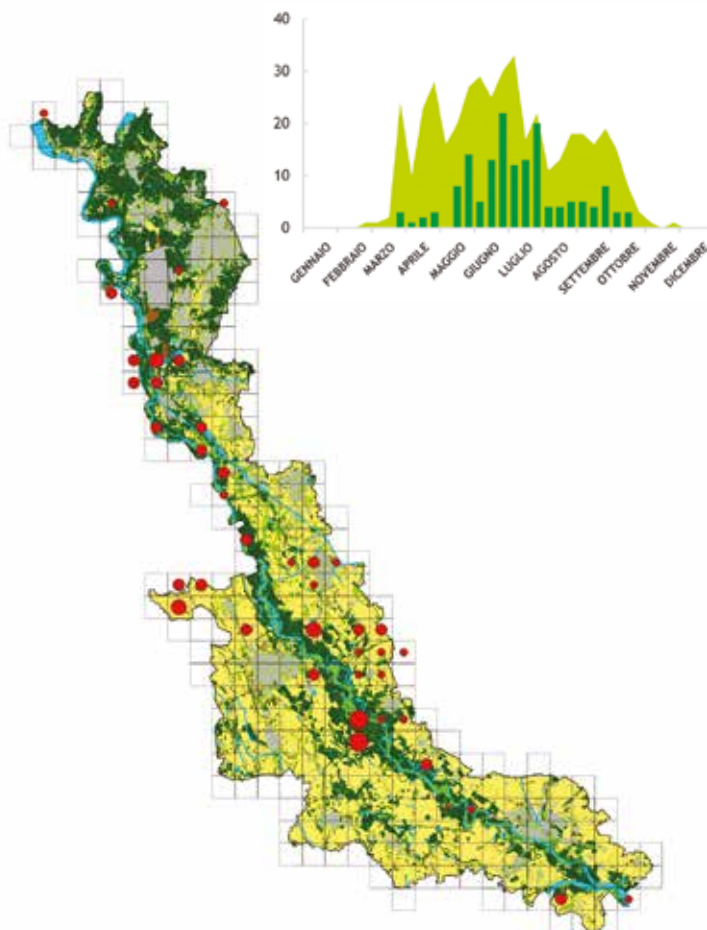 40
30
20
10
0
GENNAIO
FEBBRAIO
MARZO
APRILE
MAGGIO
GIUGNO
LUGLIO
AGOSTO
SETTEMBRE
OTTOBRE
NOVEMBRE
DICEMBRE